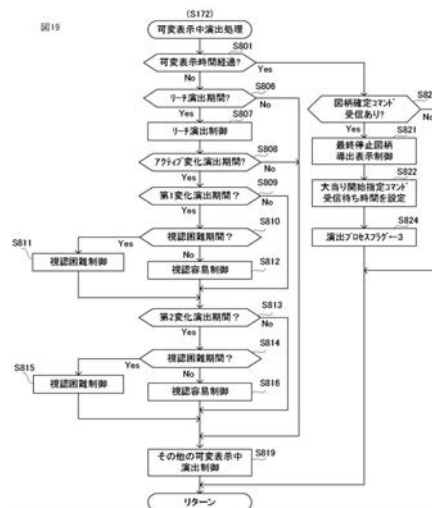 図19
(S172)
可変表示中演出処理
S801
可変表示時間経過?
Yes
No
S806
リーチ演出期間?
No
Yes
S807
リーチ演出制御
S808
アクティブ変化演出期間?
No
Yes
S809
第1変化演出期間?
No
Yes
S810
視認困難期間?
Yes
No
S811
視認困難制御
S812
視認容易制御
S813
第2変化演出期間?
No
Yes
S814
視認困難期間?
Yes
No
S815
視認困難制御
S816
視認容易制御
S819
その他の可変表示中
演出制御
リターン
図柄確定コマンド
受信あり?
No
Yes
S821
最終停止図柄
導出表示制御
S822
大当り開始指定コマンド
受信待ち時間を設定
S824
演出プロセスフラグ←3